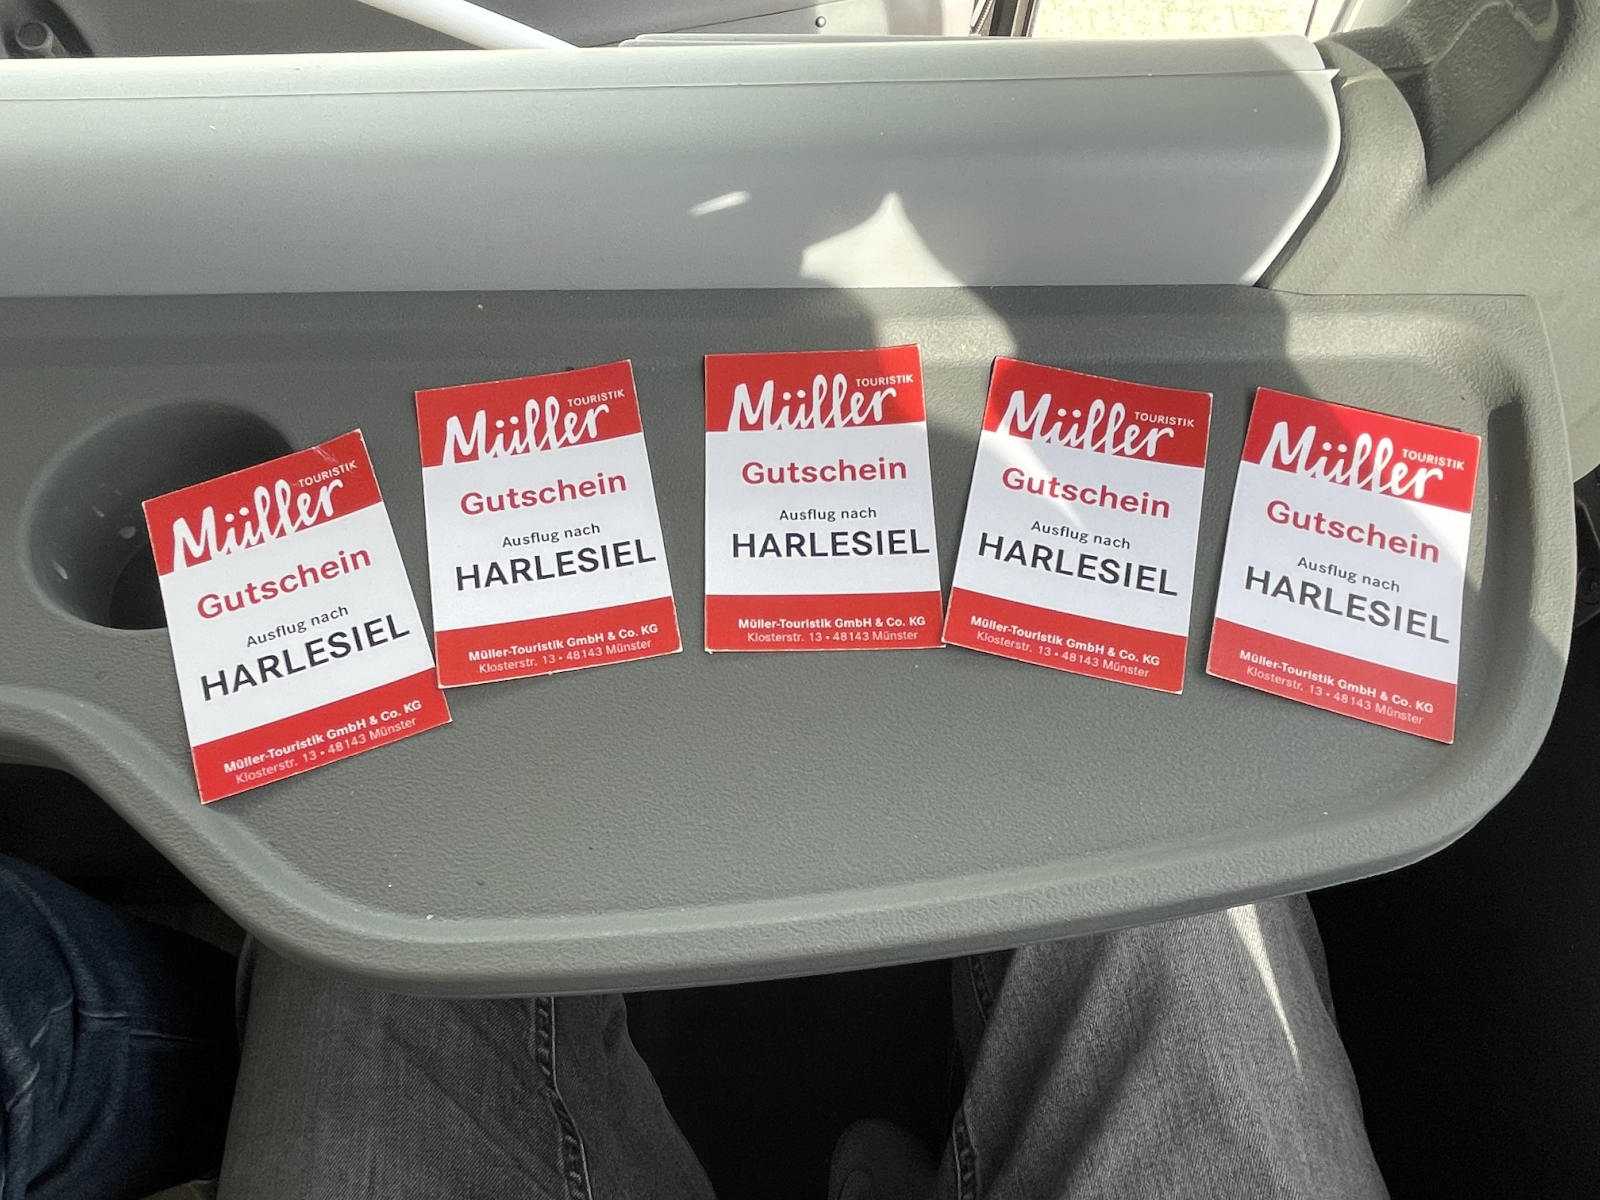 Müller TOURISTIK
Gutschein
Ausflug nach
HARLESIEL
Müller-Touristik GmbH & Co. KG
Klosterstr. 13 • 48143 Münster
Müller TOURISTIK
Gutschein
Ausflug nach
HARLESIEL
Müller-Touristik GmbH & Co. KG
Klosterstr. 13 • 48143 Münster
Müller TOURISTIK
Gutschein
Ausflug nach
HARLESIEL
Müller-Touristik GmbH & Co. KG
Klosterstr. 13 • 48143 Münster
Müller TOURISTIK
Gutschein
Ausflug nach
HARLESIEL
Müller-Touristik GmbH & Co. KG
Klosterstr. 13 • 48143 Münster
Müller TOURISTIK
Gutschein
Ausflug nach
HARLESIEL
Müller-Touristik GmbH & Co. KG
Klosterstr. 13 • 48143 Münster